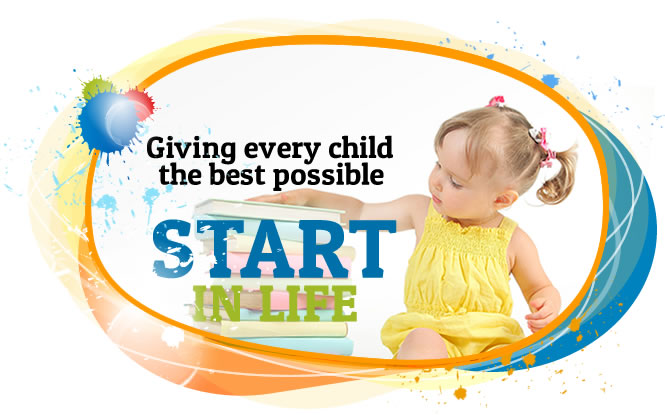 Giving every child
the best possible
START
IN LIFE